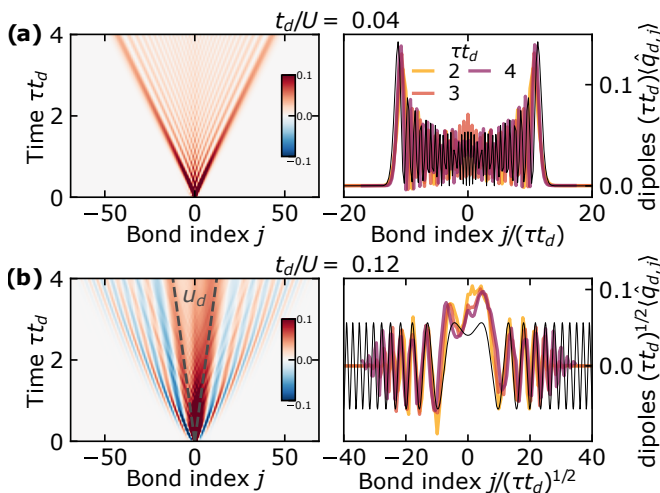 t_d/U = 0.04
(a)
Time τt_d
4
2
0
0.1
0.0
−0.1
−50 0 50
Bond index j
τt_d
2 4
3
0.1
0.0
−20 0 20
Bond index j/(τt_d)
dipoles (τt_d)⟨q̂_{d,j}⟩
t_d/U = 0.12
(b)
Time τt_d
4
2
0
u_d
0.1
0.0
−0.1
−50 0 50
Bond index j
0.1
0.0
−40 −20 0 20 40
Bond index j/(τt_d)^{1/2}
dipoles (τt_d)^{1/2}⟨q̂_{d,j}⟩